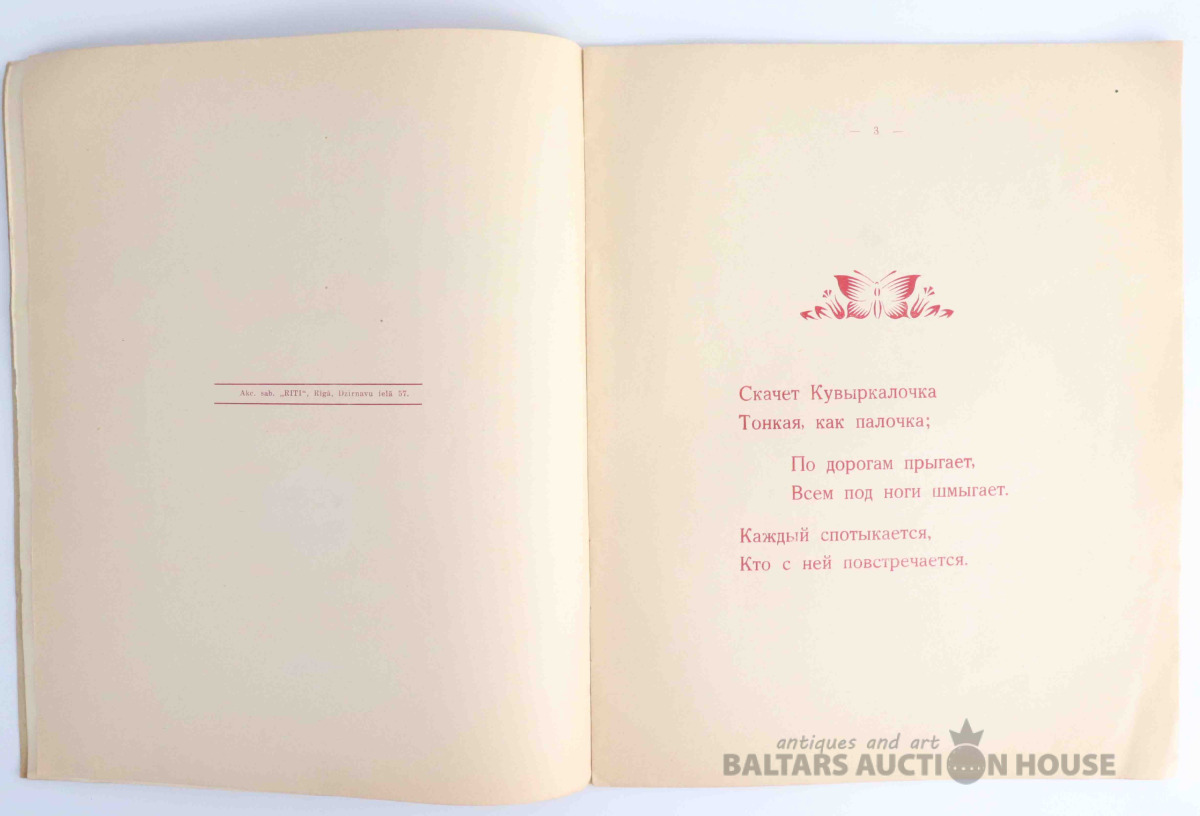 Akc. sab. „RITI“, Rīgā, Dzirnavu ielā 57.
— 3 —
Скачет Кувыркалочка
Тонкая, как палочка;
По дорогам прыгает,
Всем под ноги шмыгает.
Каждый спотыкается,
Кто с ней повстречается.
antiques and art
BALTARS AUCTION HOUSE